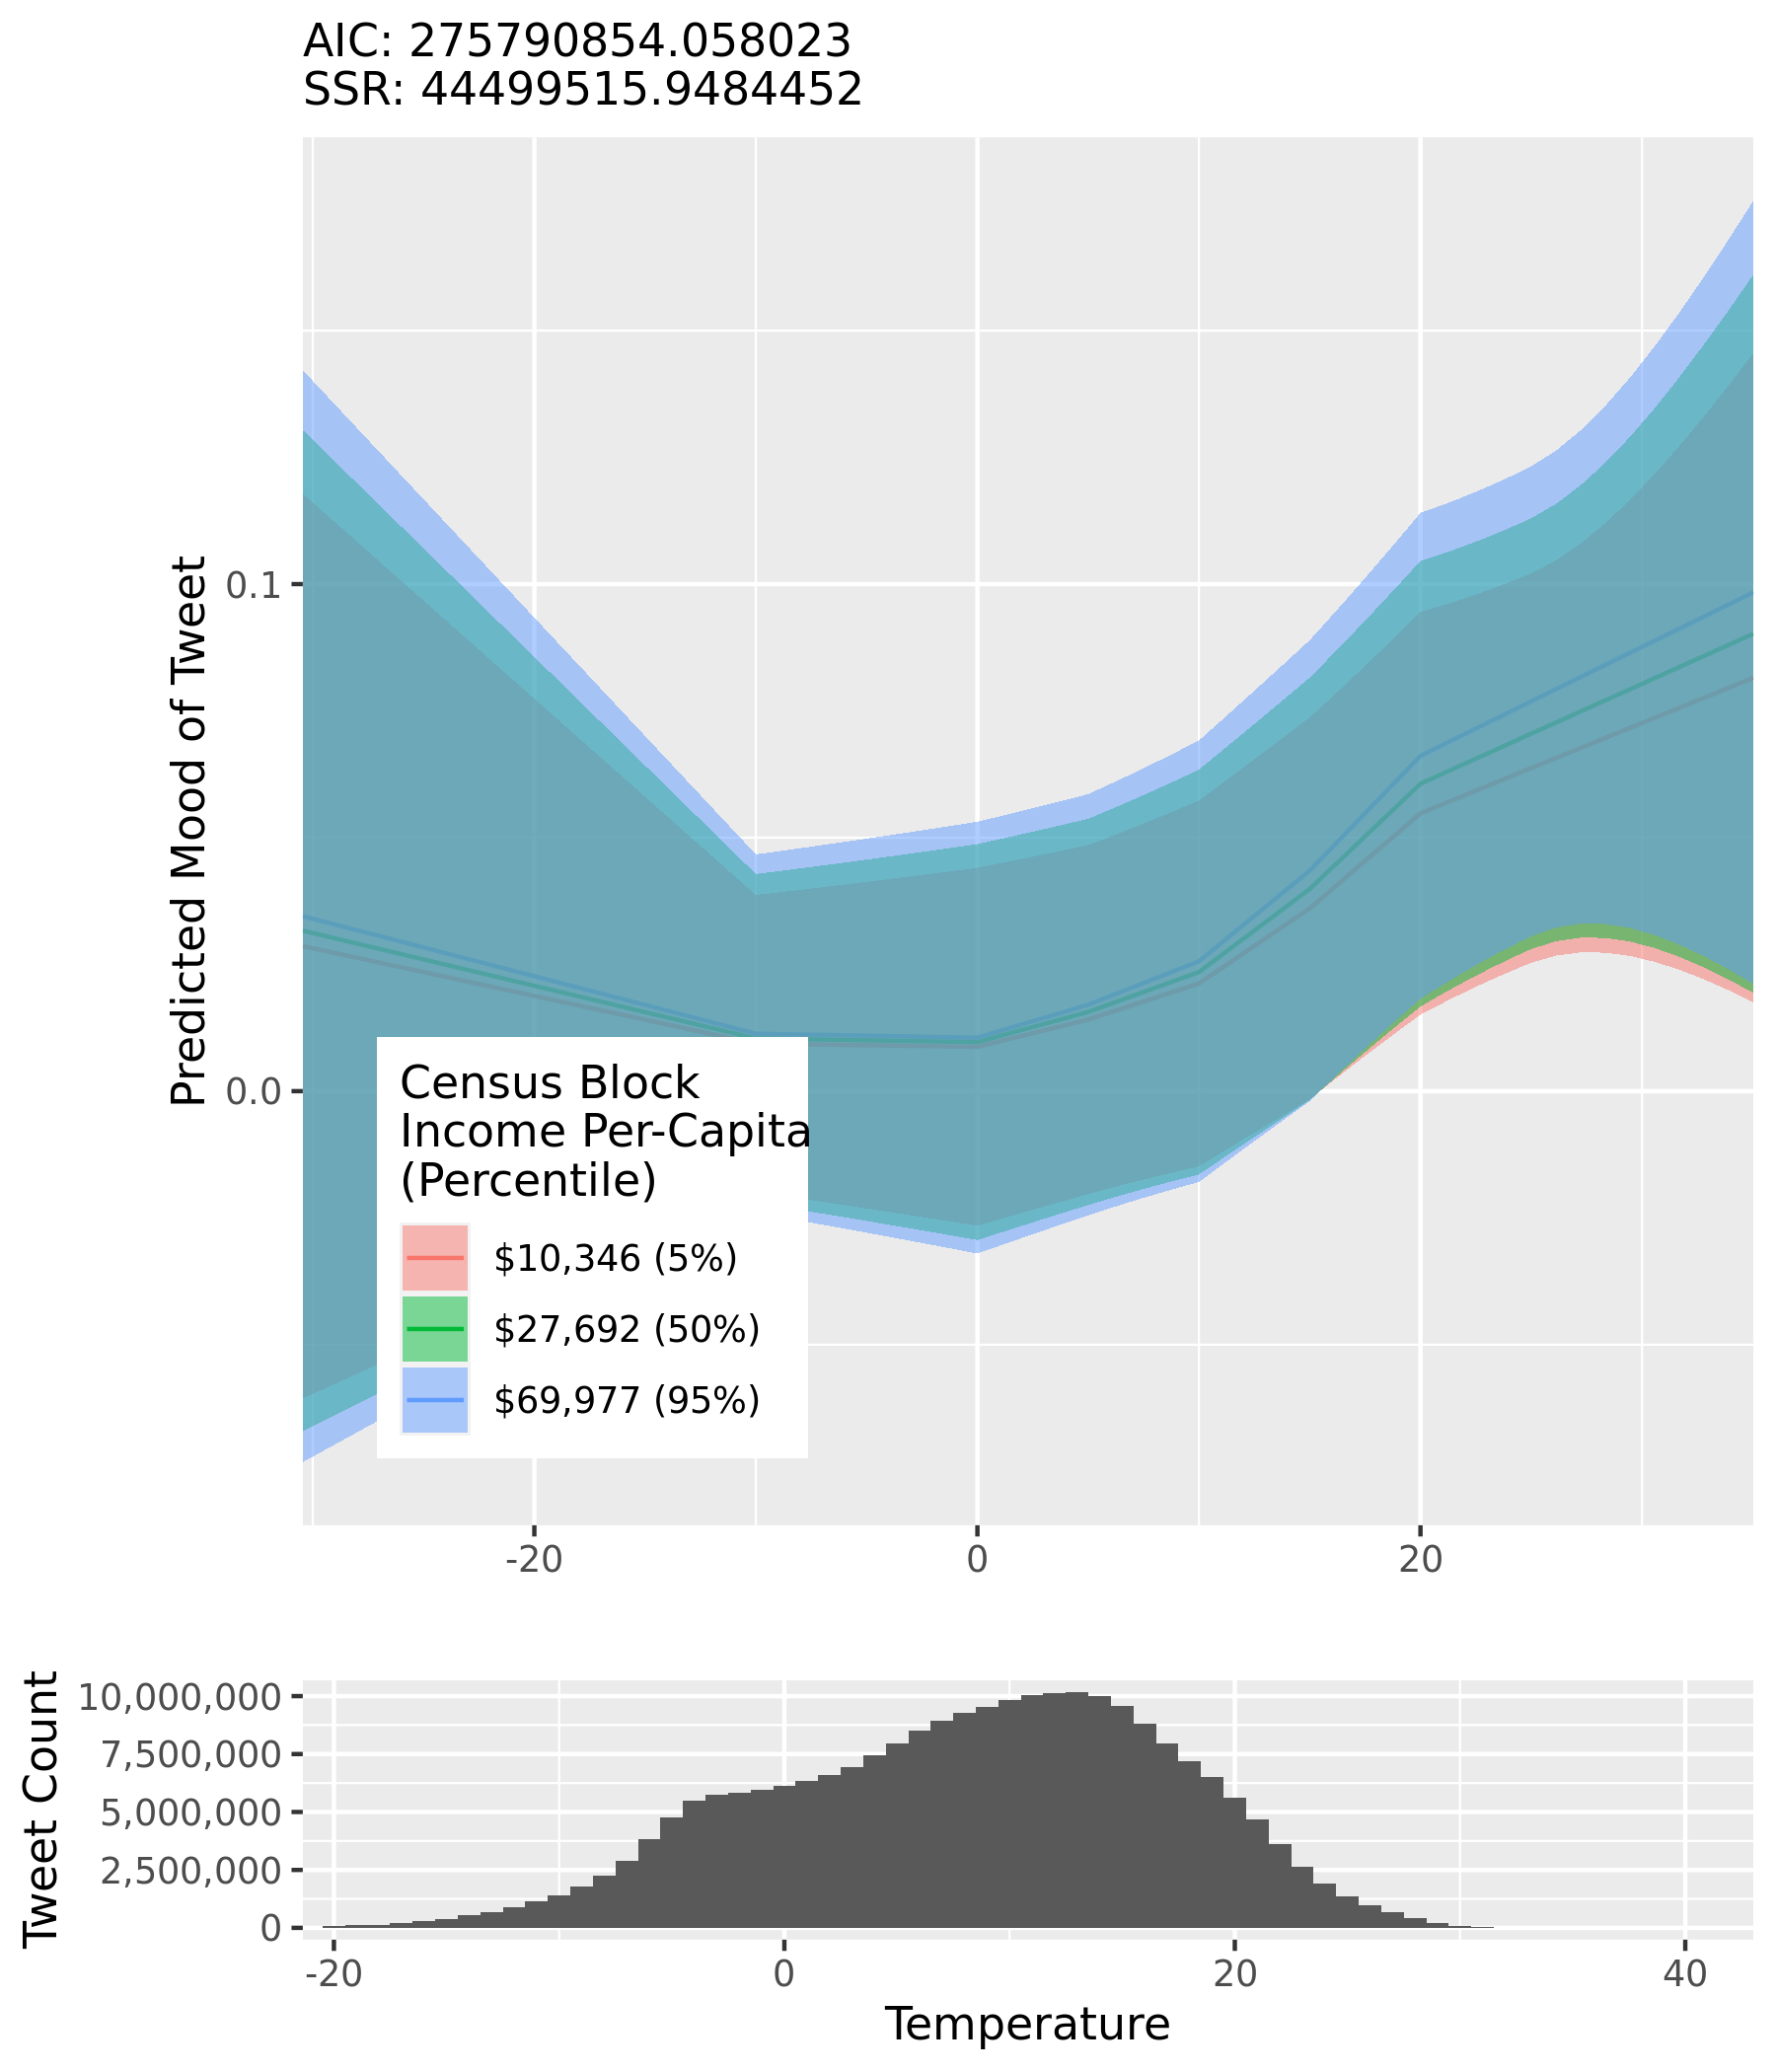 AIC: 275790854.058023
SSR: 44499515.9484452
Predicted Mood of Tweet
0.1
0.0
Census Block
Income Per-Capita
(Percentile)
$10,346 (5%)
$27,692 (50%)
$69,977 (95%)
-20
0
20
Tweet Count
10,000,000
7,500,000
5,000,000
2,500,000
0
-20
0
20
40
Temperature